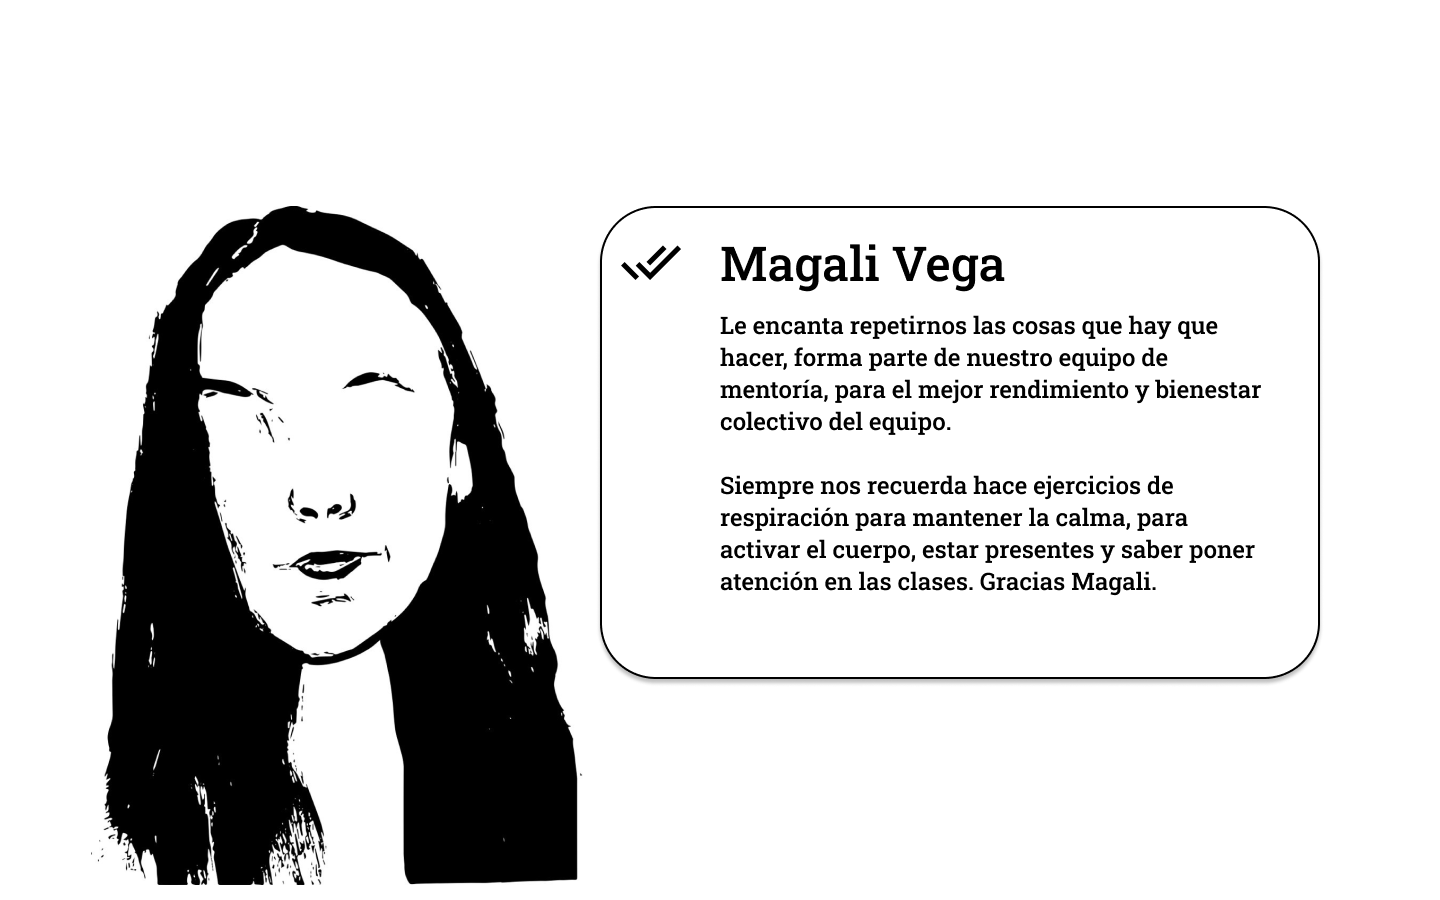 Magali Vega
Le encanta repetirnos las cosas que hay que
hacer, forma parte de nuestro equipo de
mentoría, para el mejor rendimiento y bienestar
colectivo del equipo.
Siempre nos recuerda hace ejercicios de
respiración para mantener la calma, para
activar el cuerpo, estar presentes y saber poner
atención en las clases. Gracias Magali.